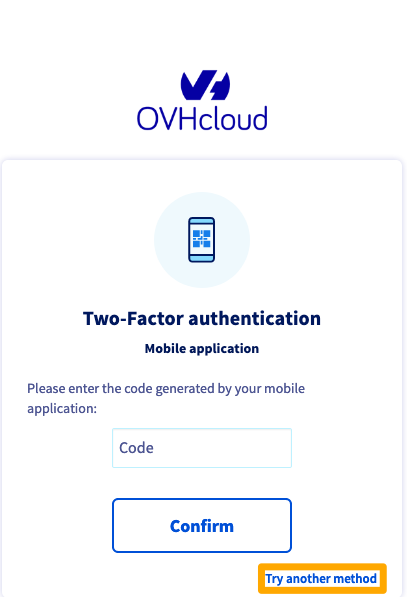 OVHcloud
Two-Factor authentication
Mobile application
Please enter the code generated by your mobile
application:
Code
Confirm
Try another method